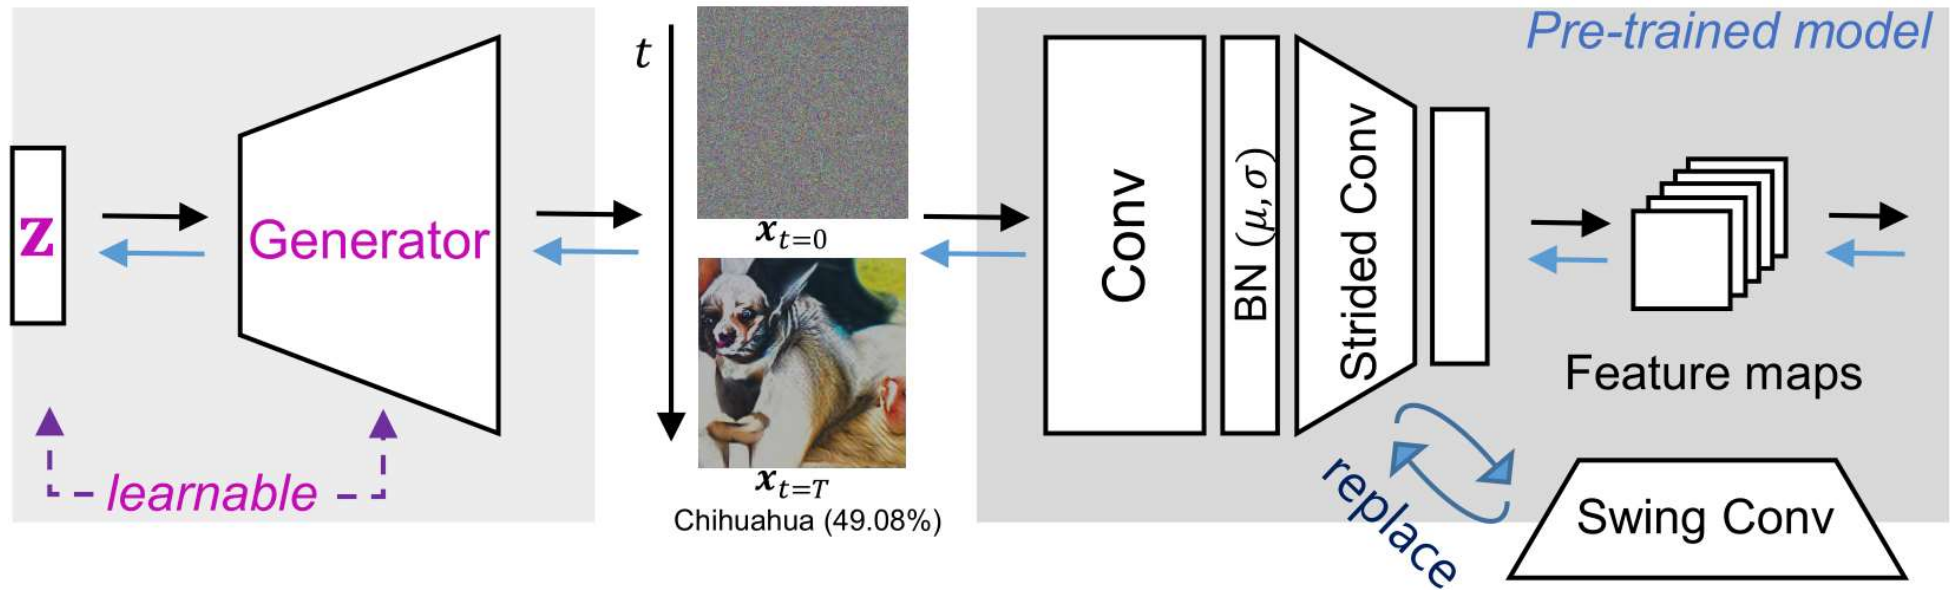 z
Generator
learnable
t
x_{t=0}
x_{t=T}
Chihuahua (49.08%)
Pre-trained model
Conv
BN (μ, σ)
Strided Conv
Feature maps
replace
Swing Conv